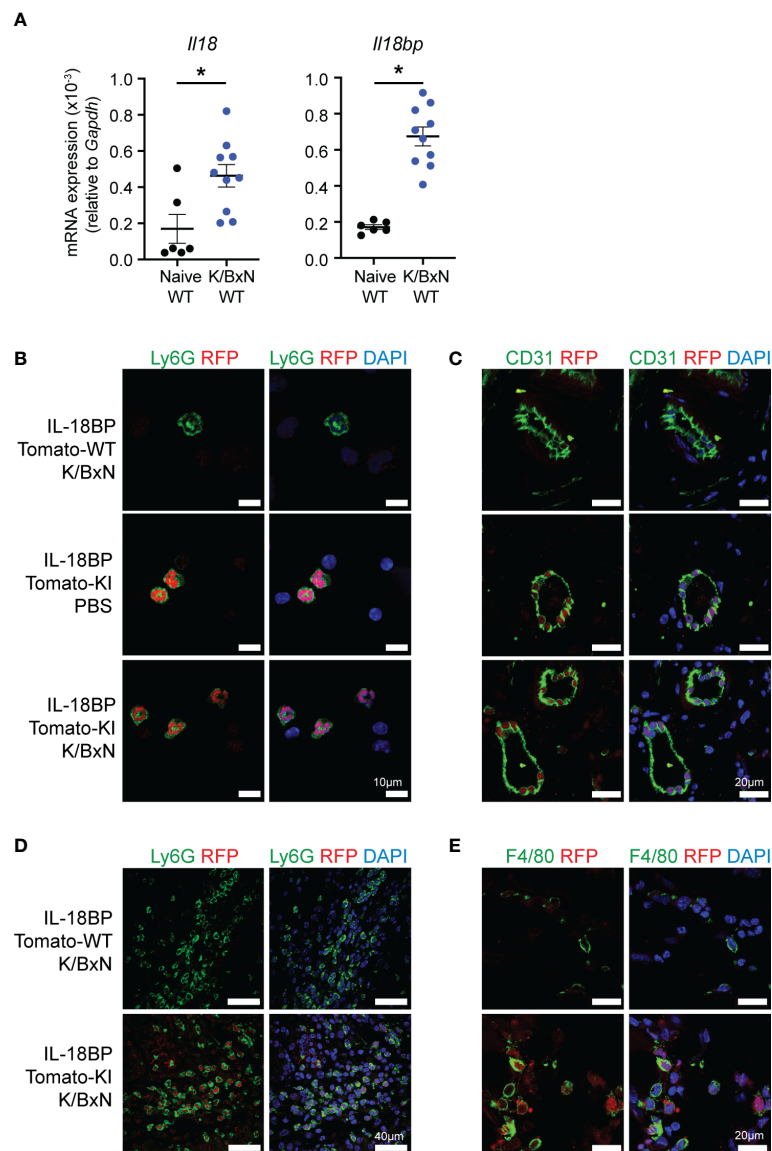 A
Il18
Il18bp
mRNA expression (x10-3)
(relative to Gapdh)
*
1.0
0.8
0.6
0.4
0.2
0.0
Naive
WT
K/BxN
WT
*
1.0
0.8
0.6
0.4
0.2
0.0
Naive
WT
K/BxN
WT
B
Ly6G RFP
Ly6G RFP DAPI
IL-18BP
Tomato-WT
K/BxN
IL-18BP
Tomato-KI
PBS
IL-18BP
Tomato-KI
K/BxN
10µm
C
CD31 RFP
CD31 RFP DAPI
20µm
D
Ly6G RFP
Ly6G RFP DAPI
IL-18BP
Tomato-WT
K/BxN
IL-18BP
Tomato-KI
K/BxN
40µm
E
F4/80 RFP
F4/80 RFP DAPI
20µm